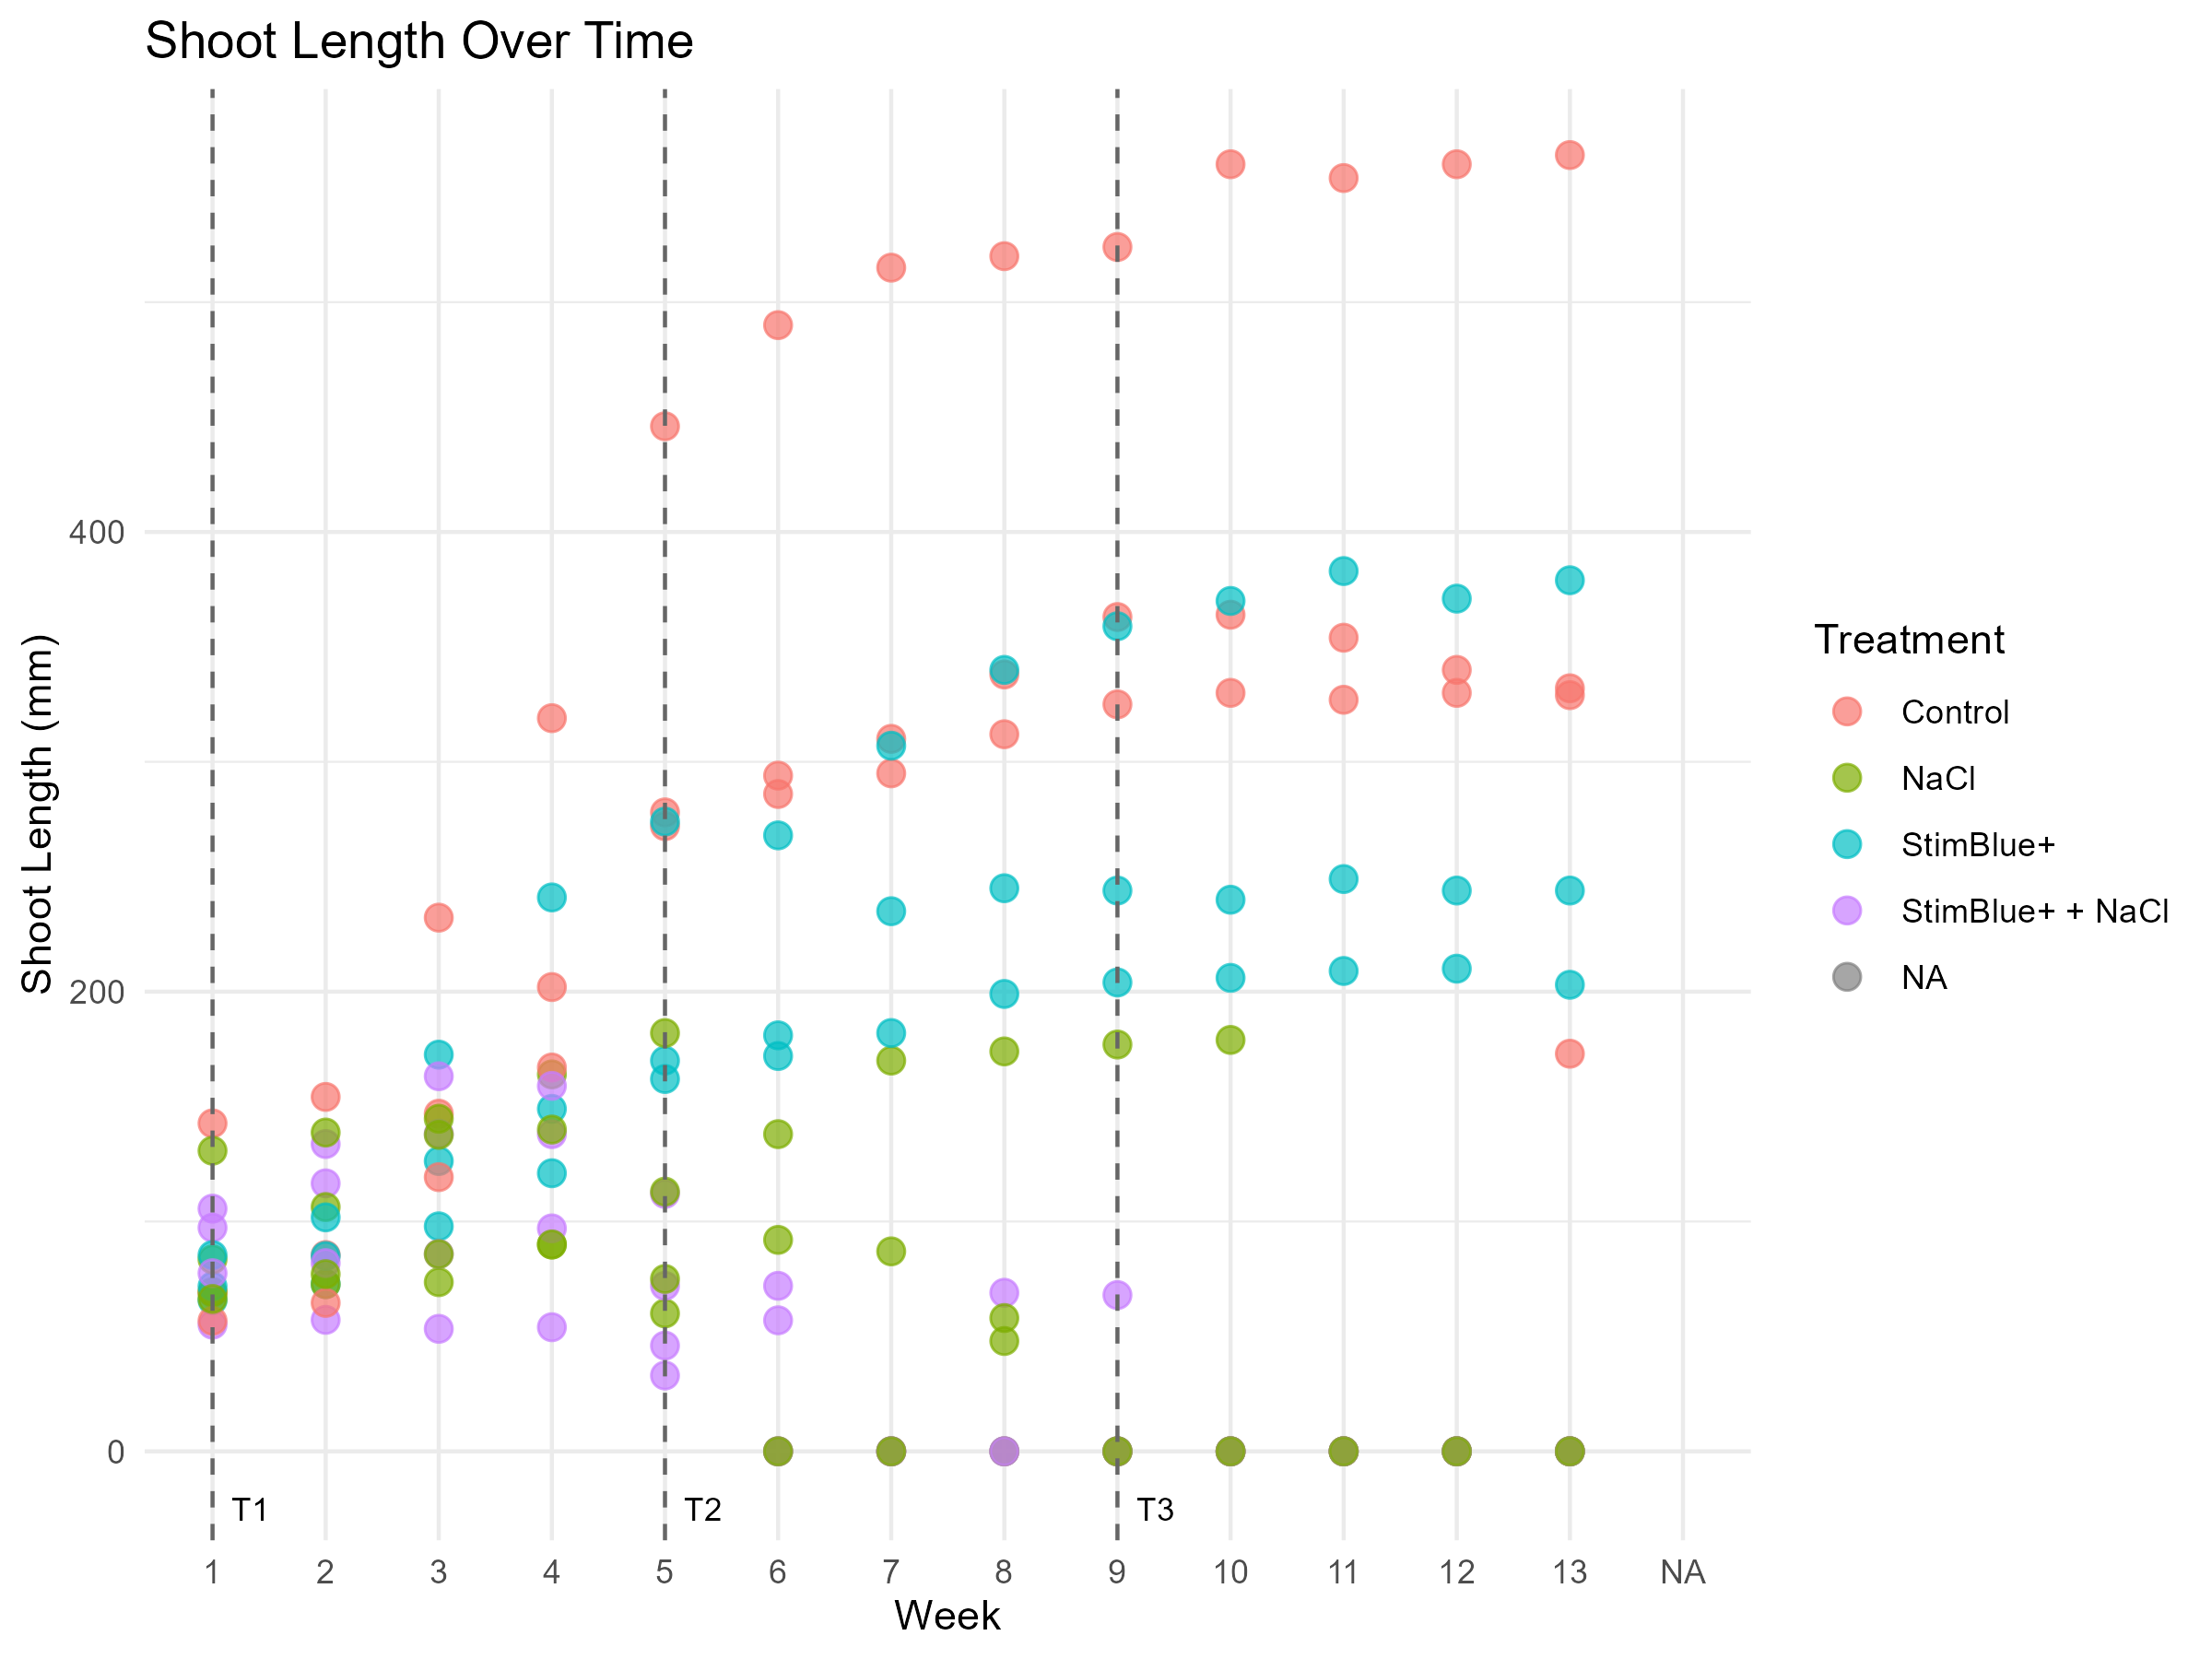 Shoot Length Over Time
Shoot Length (mm)
400
200
0
T1
T2
T3
1 2 3 4 5 6 7 8 9 10 11 12 13 NA
Week
Treatment
Control
NaCl
StimBlue+
StimBlue+ + NaCl
NA